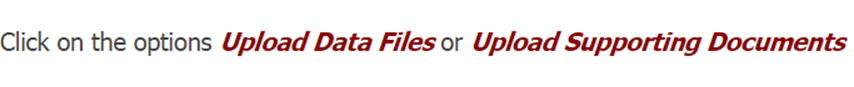 Click on the options Upload Data Files or Upload Supporting Documents